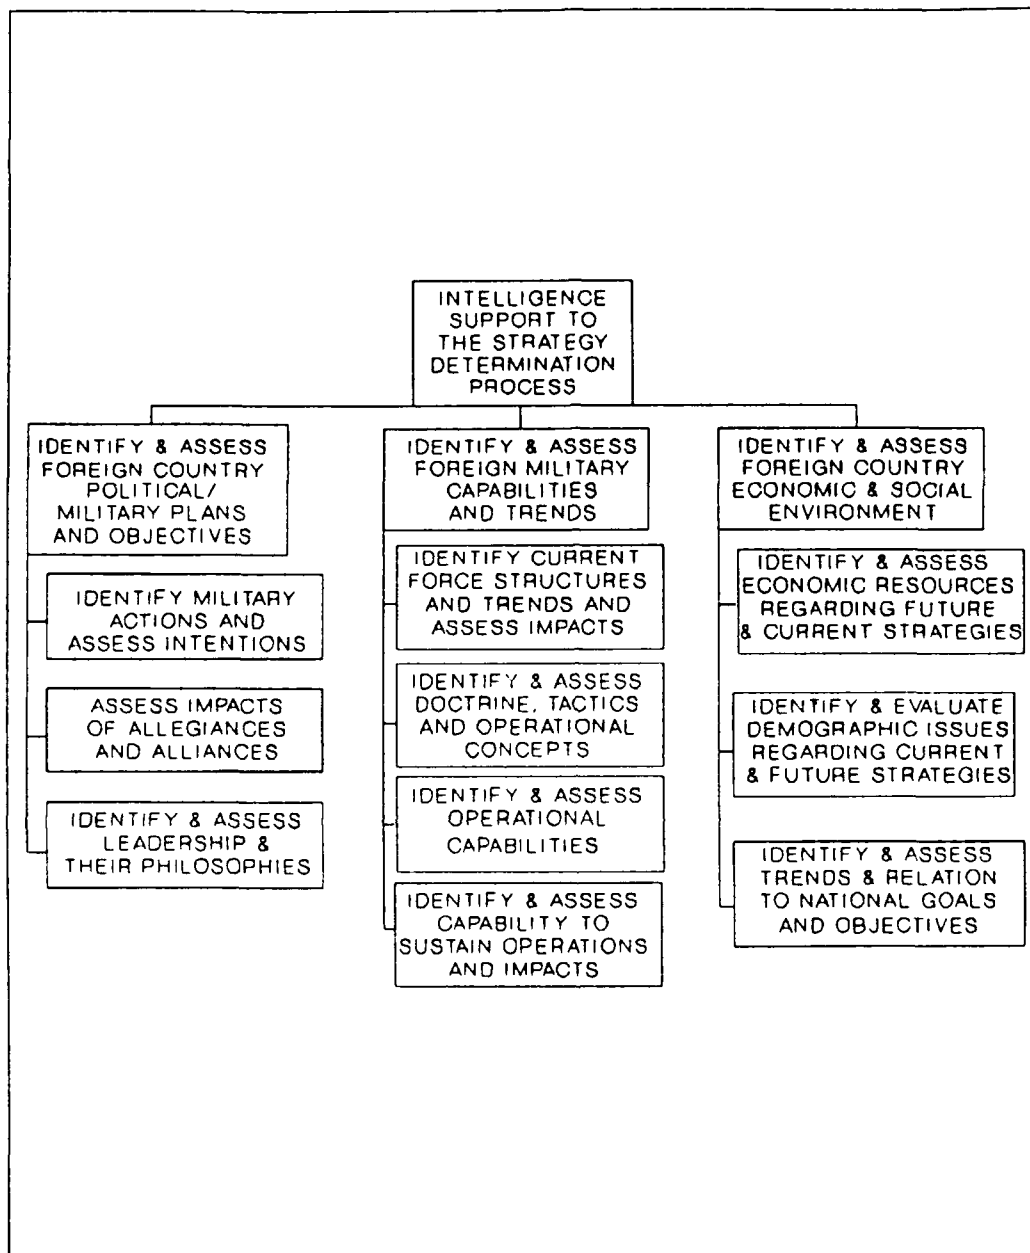 INTELLIGENCE
SUPPORT TO
THE STRATEGY
DETERMINATION
PROCESS
IDENTIFY & ASSESS
FOREIGN COUNTRY
POLITICAL/
MILITARY PLANS
AND OBJECTIVES
IDENTIFY MILITARY
ACTIONS AND
ASSESS INTENTIONS
ASSESS IMPACTS
OF ALLEGIANCES
AND ALLIANCES
IDENTIFY & ASSESS
LEADERSHIP &
THEIR PHILOSOPHIES
IDENTIFY & ASSESS
FOREIGN MILITARY
CAPABILITIES
AND TRENDS
IDENTIFY CURRENT
FORCE STRUCTURES
AND TRENDS AND
ASSESS IMPACTS
IDENTIFY & ASSESS
DOCTRINE, TACTICS
AND OPERATIONAL
CONCEPTS
IDENTIFY & ASSESS
OPERATIONAL
CAPABILITIES
IDENTIFY & ASSESS
CAPABILITY TO
SUSTAIN OPERATIONS
AND IMPACTS
IDENTIFY & ASSESS
FOREIGN COUNTRY
ECONOMIC & SOCIAL
ENVIRONMENT
IDENTIFY & ASSESS
ECONOMIC RESOURCES
REGARDING FUTURE
& CURRENT STRATEGIES
IDENTIFY & EVALUATE
DEMOGRAPHIC ISSUES
REGARDING CURRENT
& FUTURE STRATEGIES
IDENTIFY & ASSESS
TRENDS & RELATION
TO NATIONAL GOALS
AND OBJECTIVES